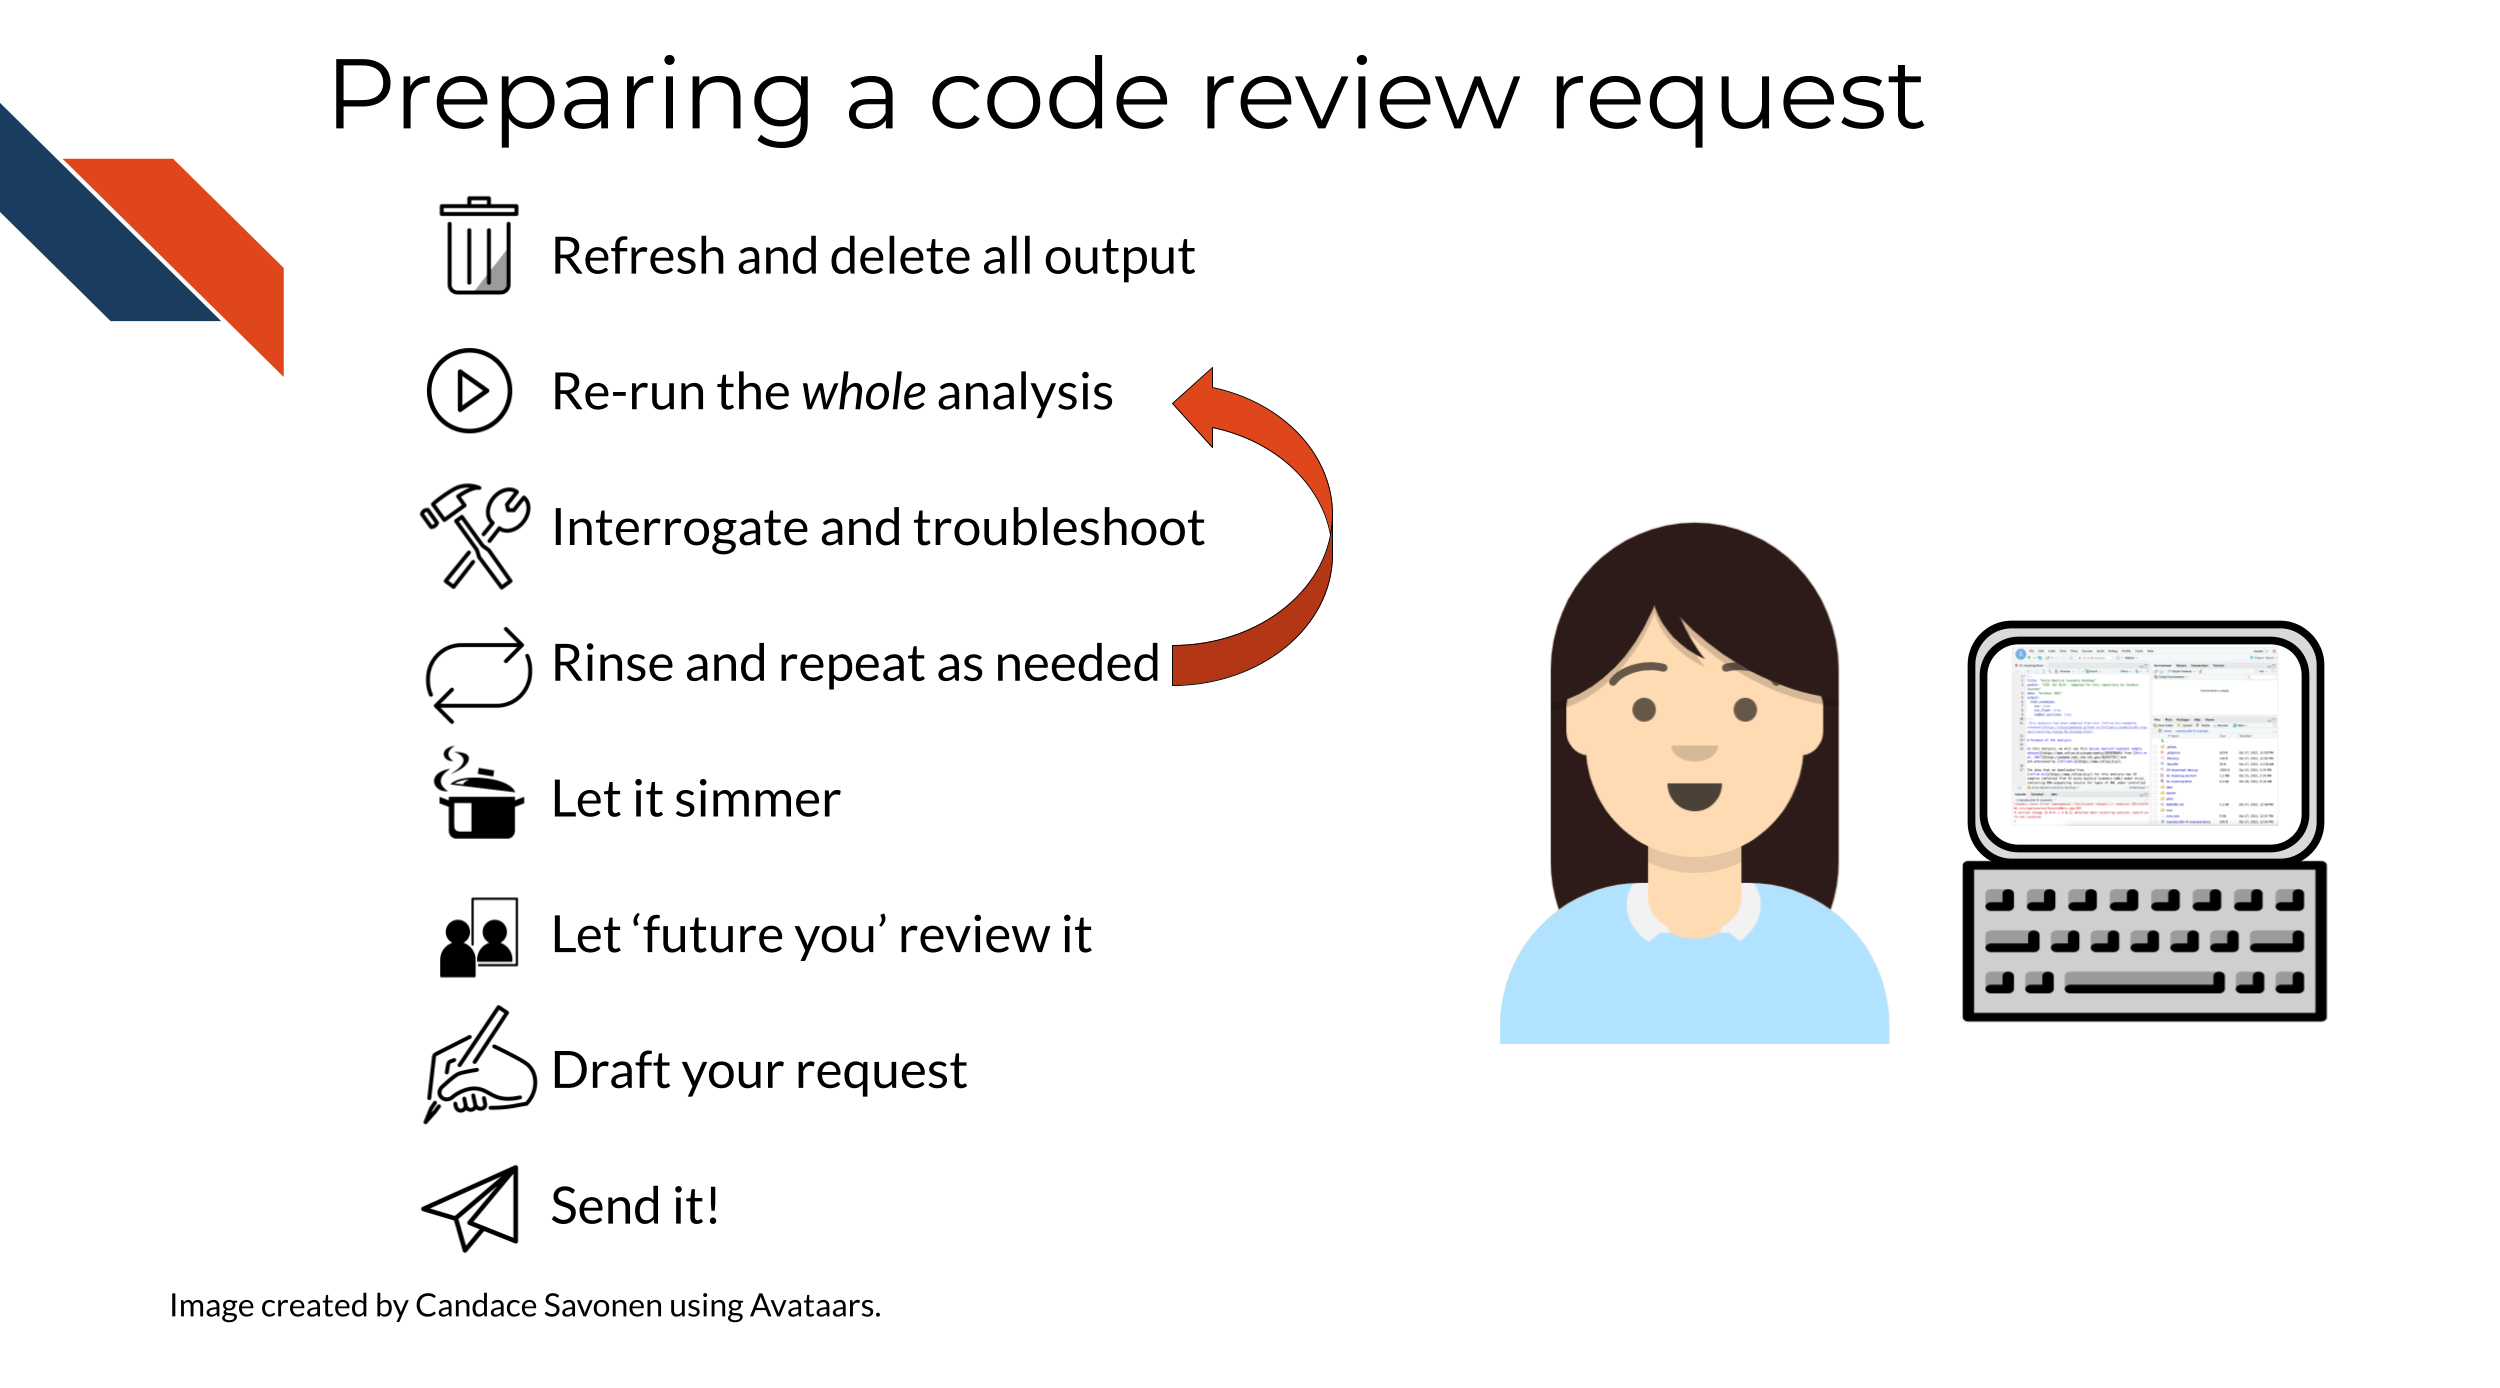 Preparing a code review request
Refresh and delete all output
Re-run the whole analysis
Interrogate and troubleshoot
Rinse and repeat as needed
Let it simmer
Let ‘future you’ review it
Draft your request
Send it!
Image created by Candace Savonen using Avataars.